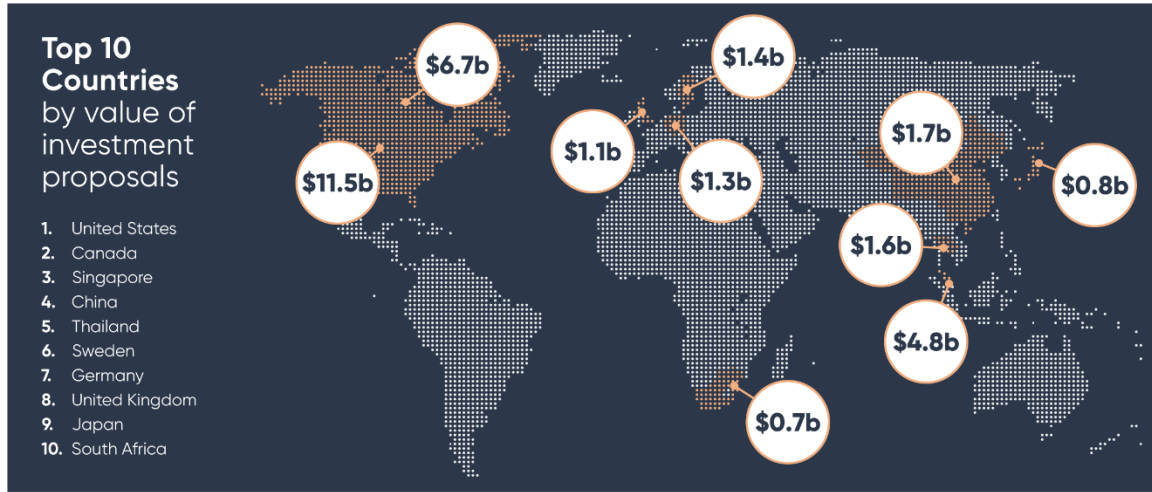 Top 10
Countries
by value of
investment
proposals
1. United States
2. Canada
3. Singapore
4. China
5. Thailand
6. Sweden
7. Germany
8. United Kingdom
9. Japan
10. South Africa
$6.7b
$11.5b
$1.4b
$1.1b
$1.3b
$1.7b
$0.8b
$1.6b
$4.8b
$0.7b